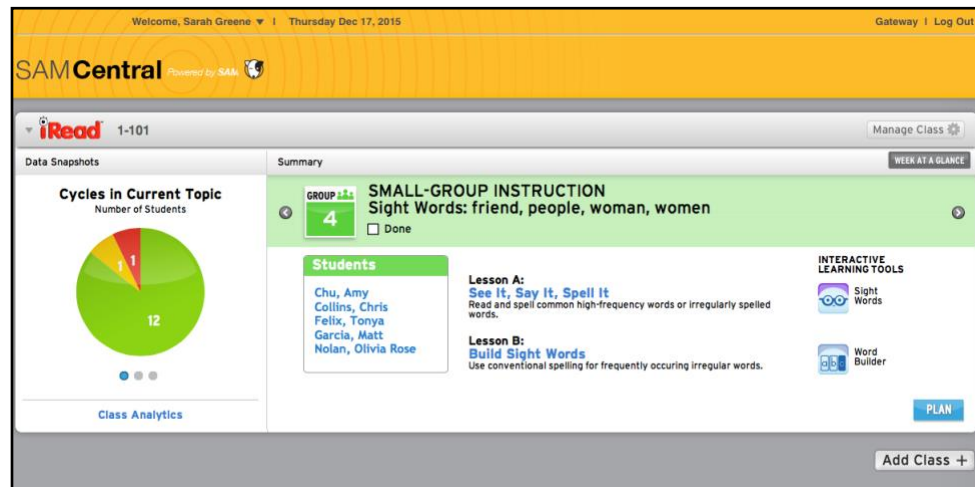 Welcome, Sarah Greene ▼ | Thursday Dec 17, 2015
Gateway | Log Out
SAMCentral Powered by SAM
iRead 1-101
Manage Class
Data Snapshots
Summary
WEEK AT A GLANCE
Cycles in Current Topic
Number of Students
1
1
12
Class Analytics
GROUP
4
SMALL-GROUP INSTRUCTION
Sight Words: friend, people, woman, women
Done
Students
Chu, Amy
Collins, Chris
Felix, Tonya
Garcia, Matt
Nolan, Olivia Rose
Lesson A:
See It, Say It, Spell It
Read and spell common high-frequency words or irregularly spelled
words.
Lesson B:
Build Sight Words
Use conventional spelling for frequently occuring irregular words.
INTERACTIVE
LEARNING TOOLS
Sight
Words
abc
Word
Builder
PLAN
Add Class +